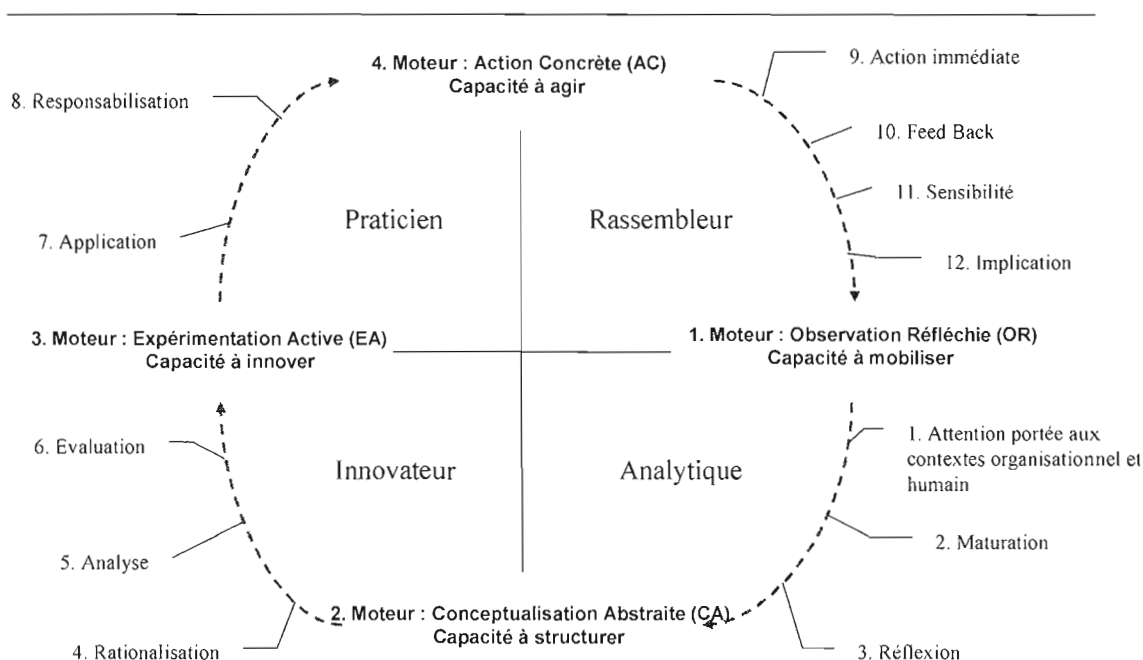 4. Moteur : Action Concrète (AC)
Capacité à agir
9. Action immédiate
8. Responsabilisation
10. Feed Back
11. Sensibilité
Praticien
Rassembleur
7. Application
12. Implication
3. Moteur : Expérimentation Active (EA)
Capacité à innover
1. Moteur : Observation Réfléchie (OR)
Capacité à mobiliser
6. Evaluation
1. Attention portée aux
contextes organisationnel et
humain
Innovateur
Analytique
2. Maturation
5. Analyse
2. Moteur : Conceptualisation Abstraite (CA)
Capacité à structurer
4. Rationalisation
3. Réflexion